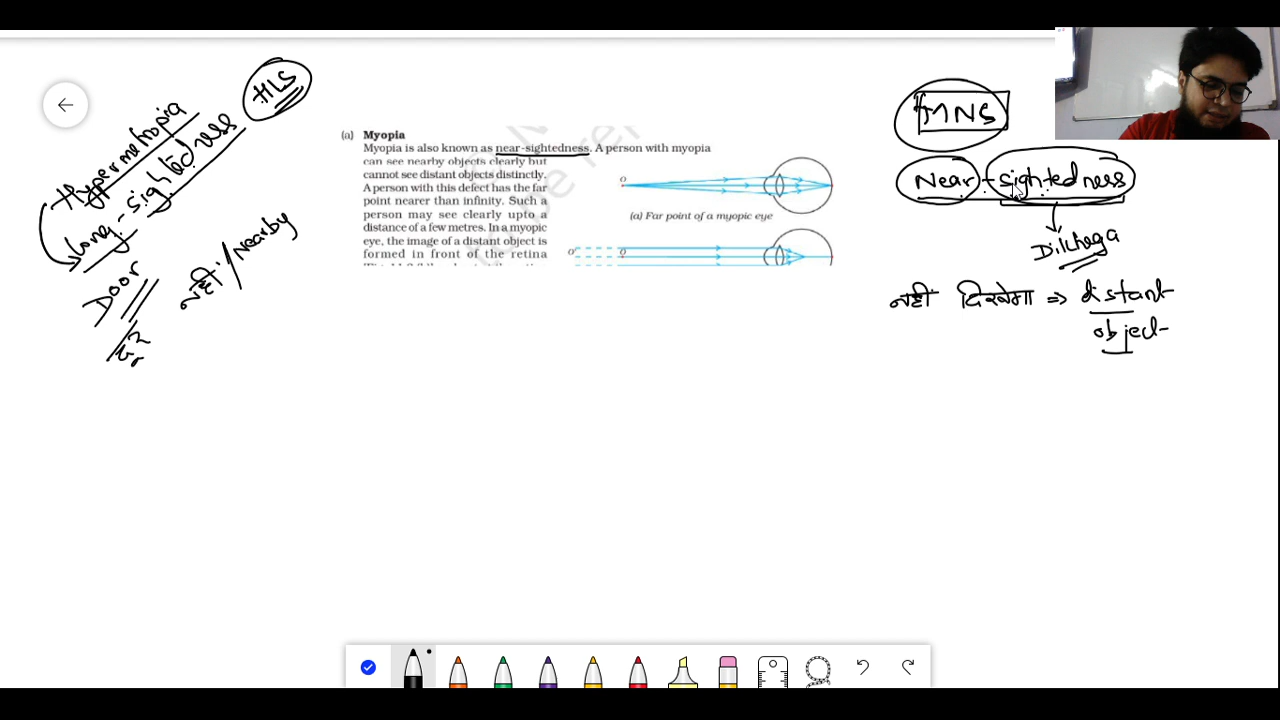 Hypermetropia
Long-sightedness
HLS
Door
नहीं/Nearby
(a) Myopia
Myopia is also known as near-sightedness. A person with myopia
can see nearby objects clearly but
cannot see distant objects distinctly.
A person with this defect has the far
point nearer than infinity. Such a
person may see clearly upto a
distance of a few metres. In a myopic
eye, the image of a distant object is
formed in front of the retina
O
(a) Far point of a myopic eye
O'
O
MNS
Near-sightedness
Dikhega
नहीं दिखेगा => distant
object